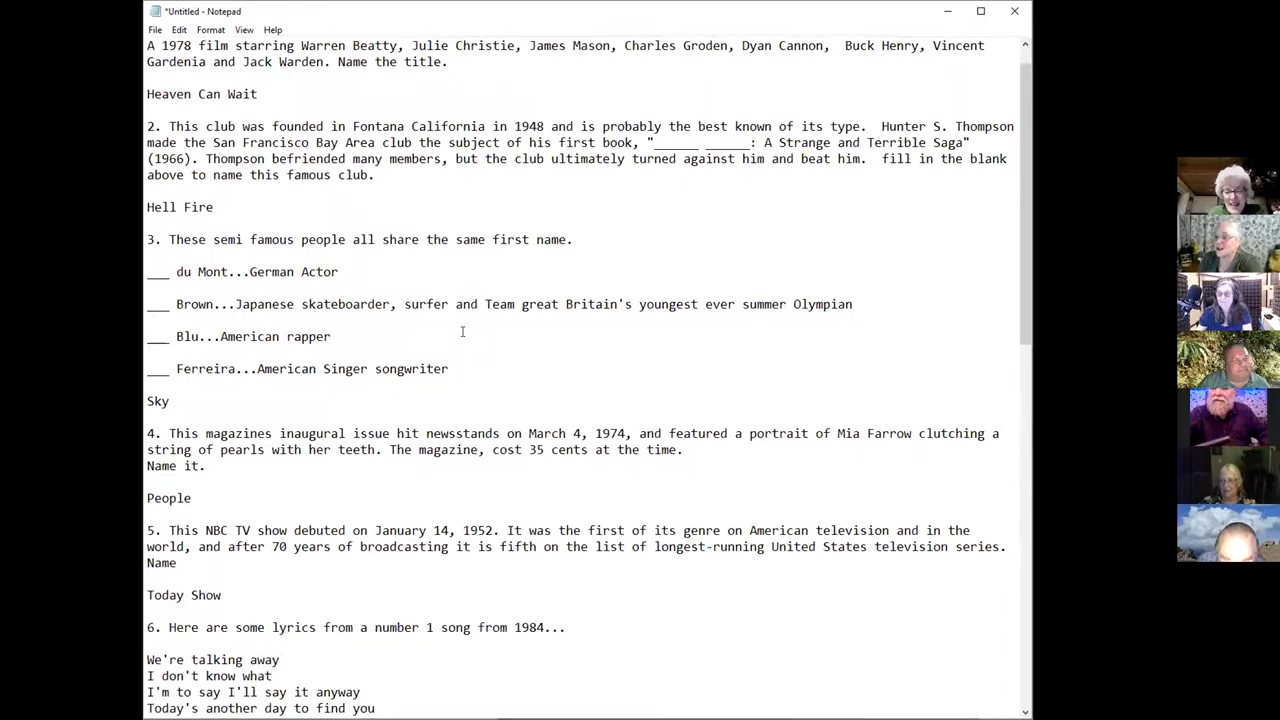 *Untitled - Notepad
File Edit Format View Help
A 1978 film starring Warren Beatty, Julie Christie, James Mason, Charles Groden, Dyan Cannon,  Buck Henry, Vincent
Gardenia and Jack Warden. Name the title.
Heaven Can Wait
2. This club was founded in Fontana California in 1948 and is probably the best known of its type.  Hunter S. Thompson
made the San Francisco Bay Area club the subject of his first book, "______ ______: A Strange and Terrible Saga"
(1966). Thompson befriended many members, but the club ultimately turned against him and beat him.  fill in the blank
above to name this famous club.
Hell Fire
3. These semi famous people all share the same first name.
___ du Mont...German Actor
___ Brown...Japanese skateboarder, surfer and Team great Britain's youngest ever summer Olympian
___ Blu...American rapper
___ Ferreira...American Singer songwriter
Sky
4. This magazines inaugural issue hit newsstands on March 4, 1974, and featured a portrait of Mia Farrow clutching a
string of pearls with her teeth. The magazine, cost 35 cents at the time.
Name it.
People
5. This NBC TV show debuted on January 14, 1952. It was the first of its genre on American television and in the
world, and after 70 years of broadcasting it is fifth on the list of longest-running United States television series.
Name
Today Show
6. Here are some lyrics from a number 1 song from 1984...
We're talking away
I don't know what
I'm to say I'll say it anyway
Today's another day to find you